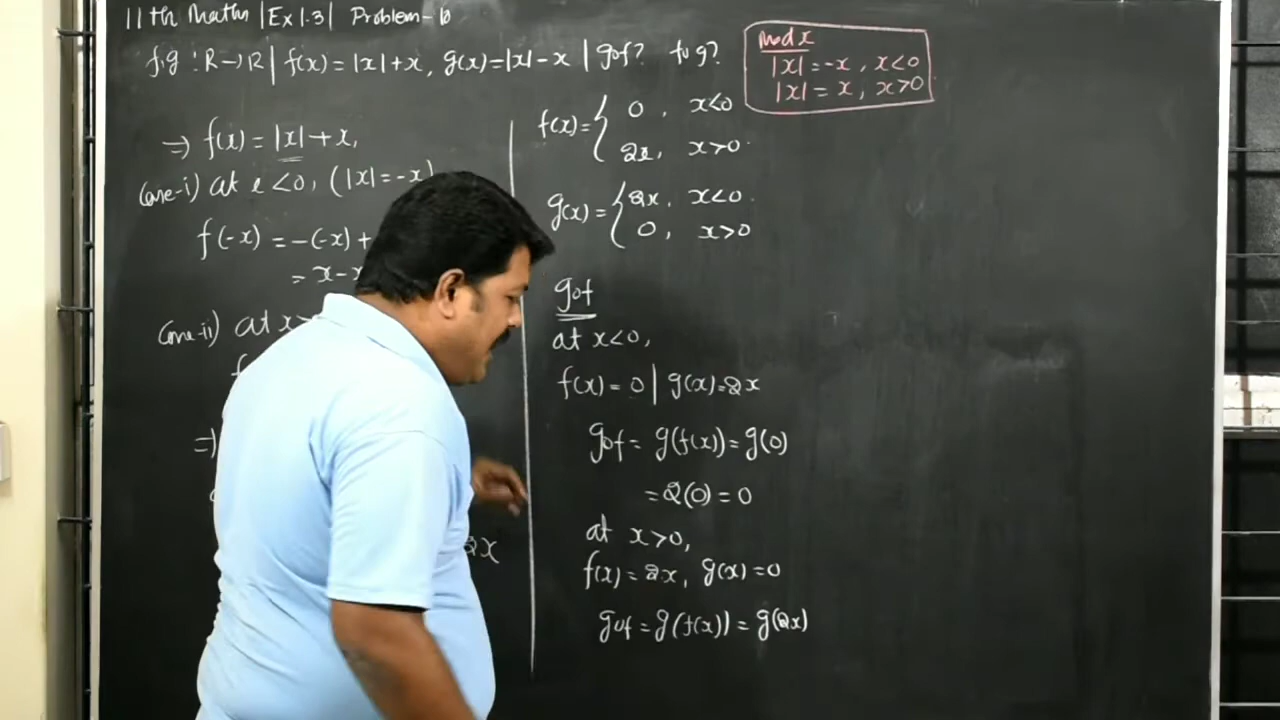 11th Maths | Ex 1.3 | Problem-10
f,g : R→R | f(x) = |x| + x, g(x) = |x| - x | gof? fog?
mod x
|x| = -x, x<0
|x| = x, x>0
⇒ f(x) = |x| + x,
(case-i) at x<0, (|x| = -x)
f(-x) = -(-x) +
= x-x
(case-ii) at x>
⇒
2x
f(x) = { 0, x<0
2x, x>0.
g(x) = { 2x, x<0.
0, x>0
gof
at x<0,
f(x) = 0 | g(x) = 2x
gof = g(f(x)) = g(0)
= 2(0) = 0
at x>0,
f(x) = 2x, g(x) = 0
gof = g(f(x)) = g(2x)